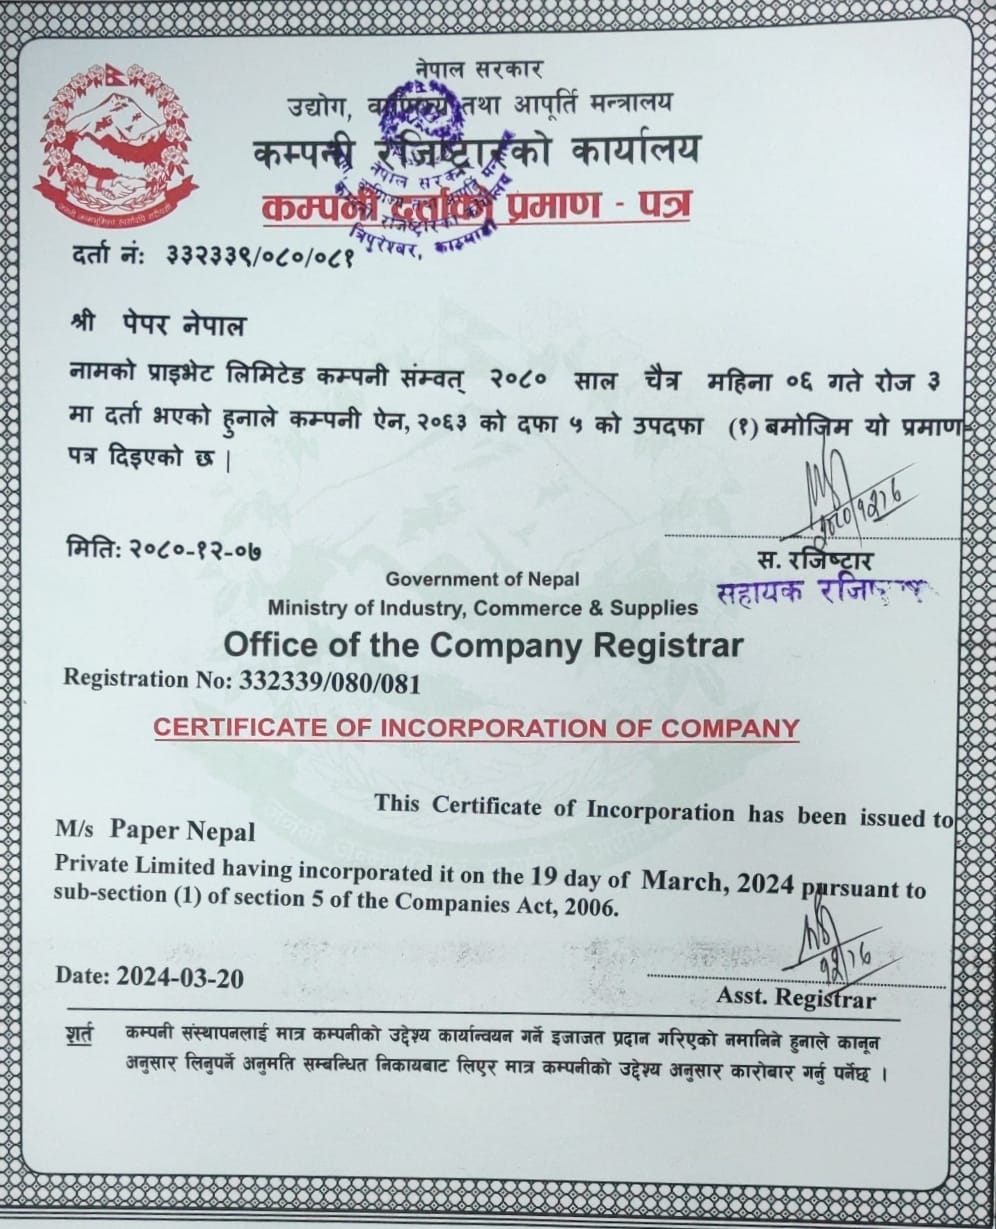 नेपाल सरकार
उद्योग, वाणिज्य तथा आपूर्ति मन्त्रालय
कम्पनी रजिष्ट्रारको कार्यालय
कम्पनी दर्ताको प्रमाण - पत्र
नेपाल सरकार
त्रिपुरेश्वर, काठमाडौं
दर्ता नं: ३३२३३९/०८०/०८१
श्री पेपर नेपाल
नामको प्राइभेट लिमिटेड कम्पनी संम्वत् २०८० साल चैत्र महिना ०६ गते रोज ३
मा दर्ता भएको हुनाले कम्पनी ऐन, २०६३ को दफा ५ को उपदफा (१) बमोजिम यो प्रमाण-
पत्र दिइएको छ |
मिति: २०८०-१२-०७
स. रजिष्टार
सहायक
Government of Nepal
Ministry of Industry, Commerce & Supplies
Office of the Company Registrar
Registration No: 332339/080/081
CERTIFICATE OF INCORPORATION OF COMPANY
This Certificate of Incorporation has been issued to
M/s Paper Nepal
Private Limited having incorporated it on the 19 day of March, 2024 pursuant to
sub-section (1) of section 5 of the Companies Act, 2006.
Date: 2024-03-20
Asst. Registrar
शर्त कम्पनी संस्थापनलाई मात्र कम्पनीको उद्देश्य कार्यान्वयन गर्ने इजाजत प्रदान गरिएको नमानिने हुनाले कानून
अनुसार लिनुपर्ने अनुमति सम्बन्धित निकायबाट लिएर मात्र कम्पनीको उद्देश्य अनुसार कारोबार गर्नु पर्नेछ ।